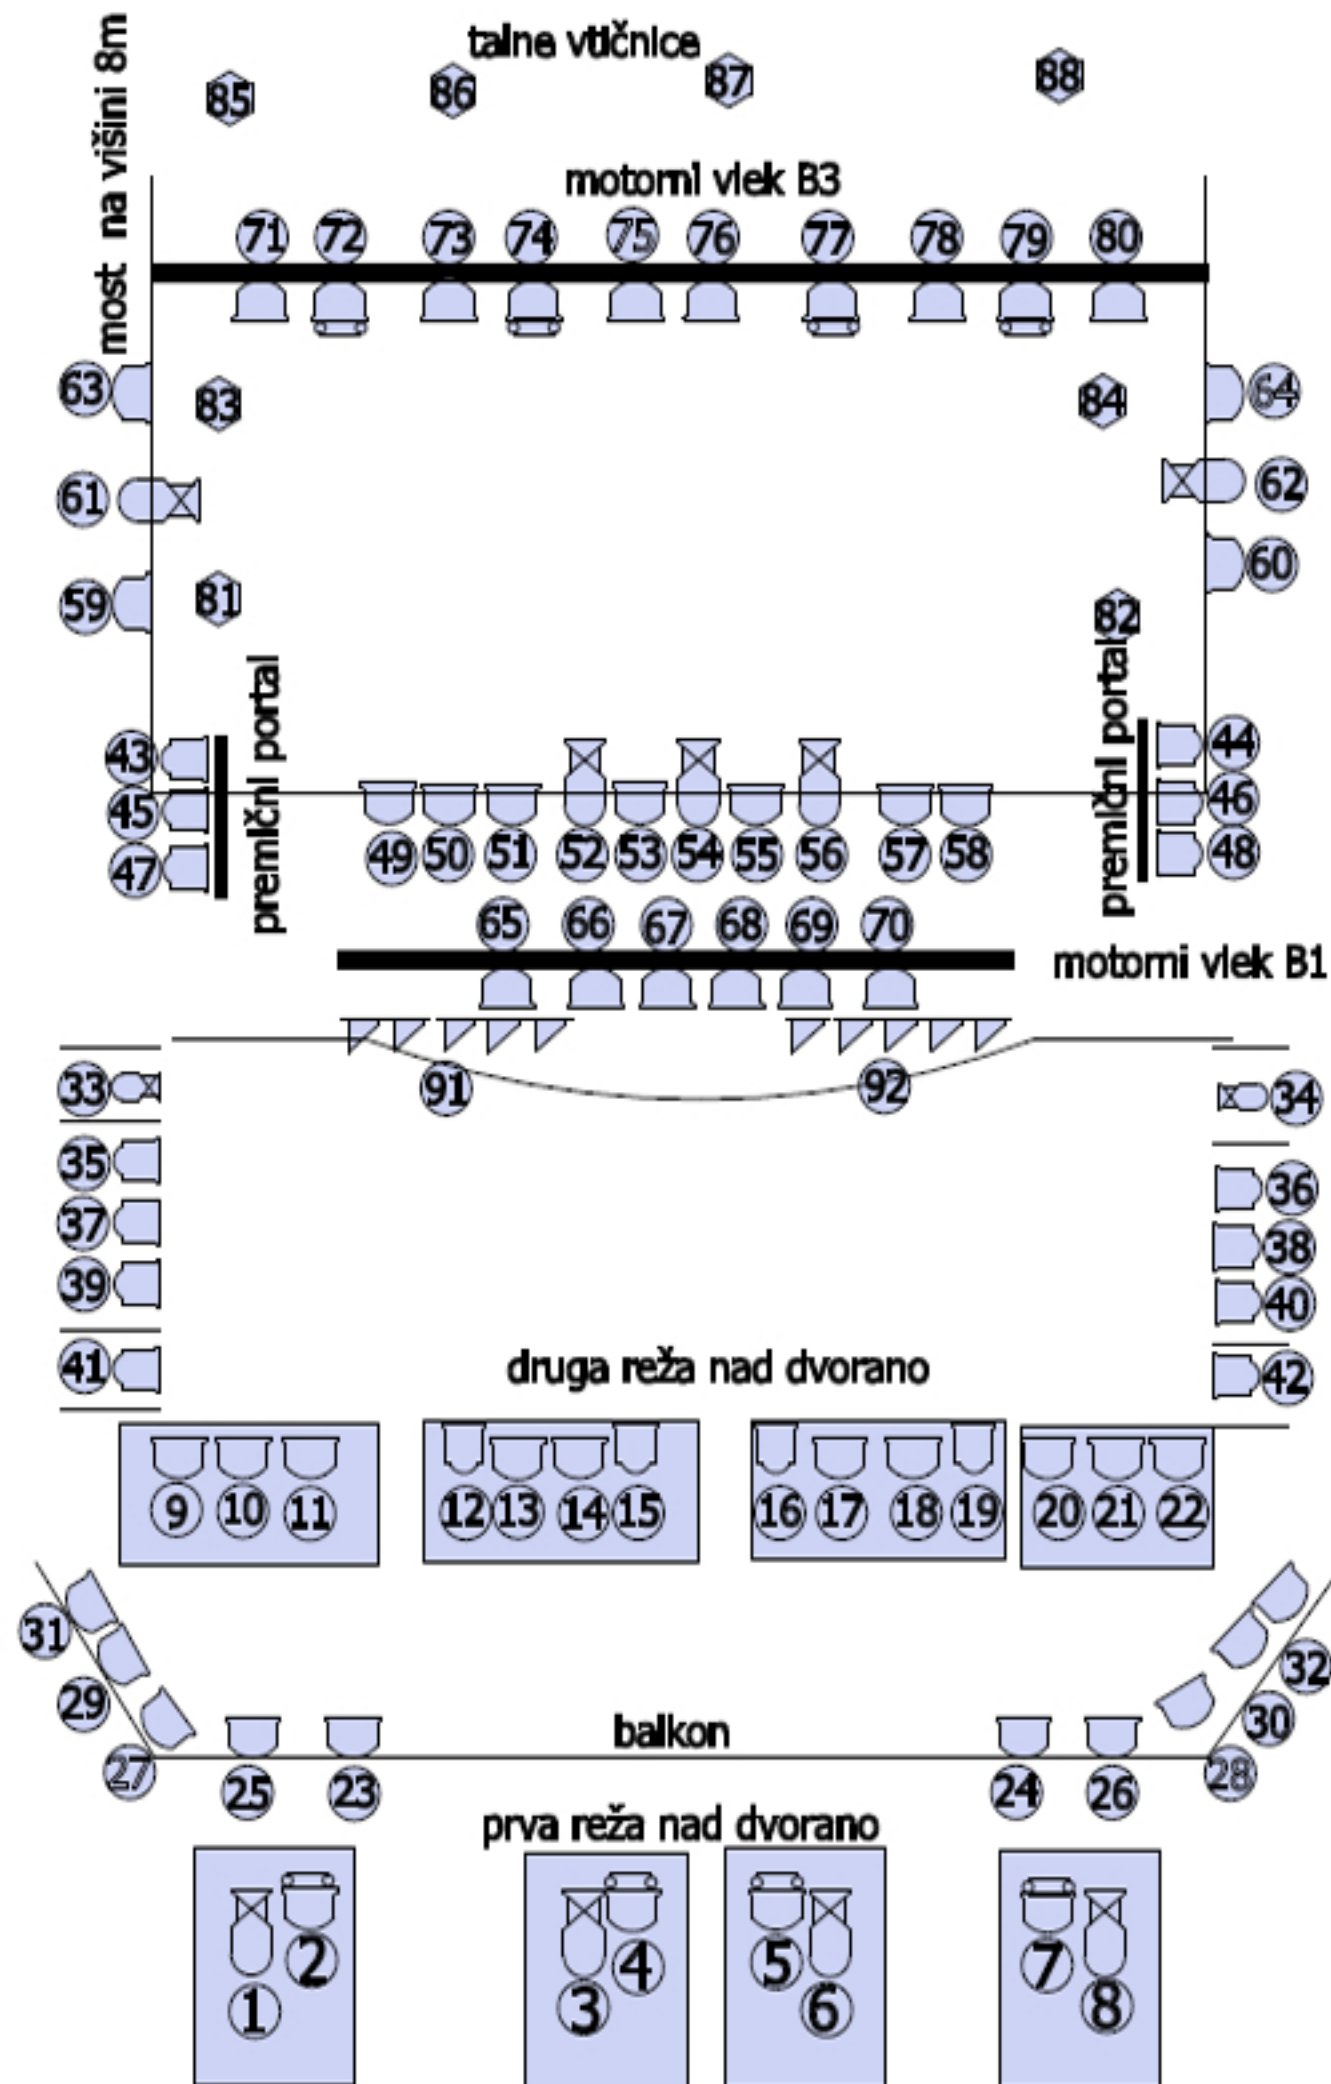 talne vtičnice
85 86 87 88
most na višini 8m
motorni vlek B3
71 72 73 74 75 76 77 78 79 80
63 83 84 64
61 62
59 81 82 60
premični portal
premični portal
43 44
45 46
47 48
49 50 51 52 53 54 55 56 57 58
65 66 67 68 69 70
motorni vlek B1
91 92
33 34
35 36
37 38
39 40
41 42
druga reža nad dvorano
9 10 11 12 13 14 15 16 17 18 19 20 21 22
31 32
29 30
27 28
balkon
25 23 24 26
prva reža nad dvorano
2 4 5 7
1 3 6 8